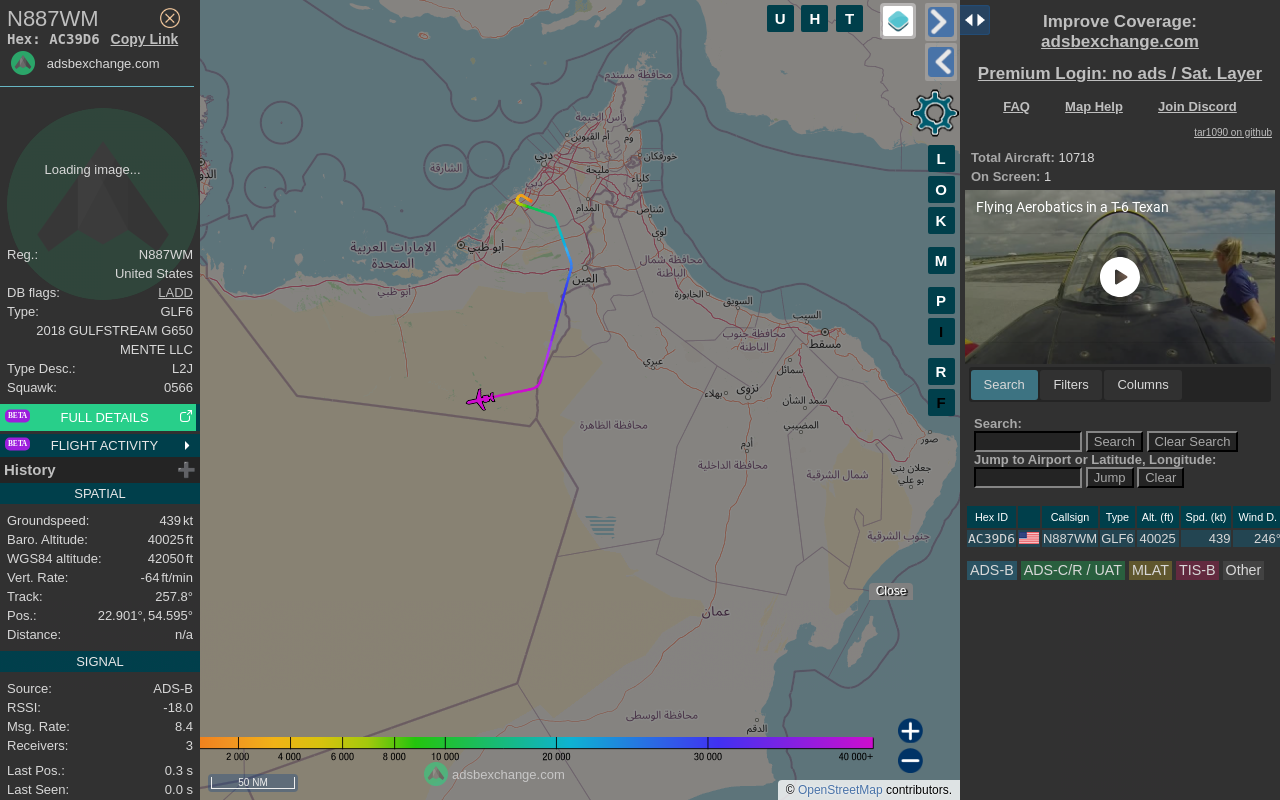 N887WM
Hex: AC39D6 Copy Link
adsbexchange.com
Loading image...
Reg.: N887WM
United States
DB flags: LADD
Type: GLF6
2018 GULFSTREAM G650
MENTE LLC
Type Desc.: L2J
Squawk: 0566
BETA FULL DETAILS
BETA FLIGHT ACTIVITY
History
SPATIAL
Groundspeed: 439 kt
Baro. Altitude: 40025 ft
WGS84 altitude: 42050 ft
Vert. Rate: -64 ft/min
Track: 257.8°
Pos.: 22.901°, 54.595°
Distance: n/a
SIGNAL
Source: ADS-B
RSSI: -18.0
Msg. Rate: 8.4
Receivers: 3
Last Pos.: 0.3 s
Last Seen: 0.0 s
U H T
L
O
K
M
P
I
R
F
محافظة مسندم
رأس الخيمة
أم القيوين
دبي
خورفكان
مليحة
كلباء
الشارقة
دبي
المدام
شناص
لوى
أبو ظبي
الإمارات العربية
المتحدة
أبو ظبي
العين
محافظة شمال
الباطنة
الخابورة
السويق
السيب
محافظة جنوب
الباطنة
مسقط
عبري
سمائل
بهلاء
نزوى
سمد الشأن
المضيبي
محافظة الظاهرة
أدم
صور
محافظة الداخلية
شمال الشرقية
جعلان بني
بو علي
جنوب الشرقية
عمان
محافظة الوسطى
الدقم
Close
2 000 4 000 6 000 8 000 10 000 20 000 30 000 40 000+
adsbexchange.com
50 NM
© OpenStreetMap contributors.
Improve Coverage:
adsbexchange.com
Premium Login: no ads / Sat. Layer
FAQ Map Help Join Discord
tar1090 on github
Total Aircraft: 10718
On Screen: 1
Flying Aerobatics in a T-6 Texan
Search Filters Columns
Search:
Search Clear Search
Jump to Airport or Latitude, Longitude:
Jump Clear
Hex ID Callsign Type Alt. (ft) Spd. (kt) Wind D.
AC39D6 N887WM GLF6 40025 439 246°
ADS-B ADS-C/R / UAT MLAT TIS-B Other